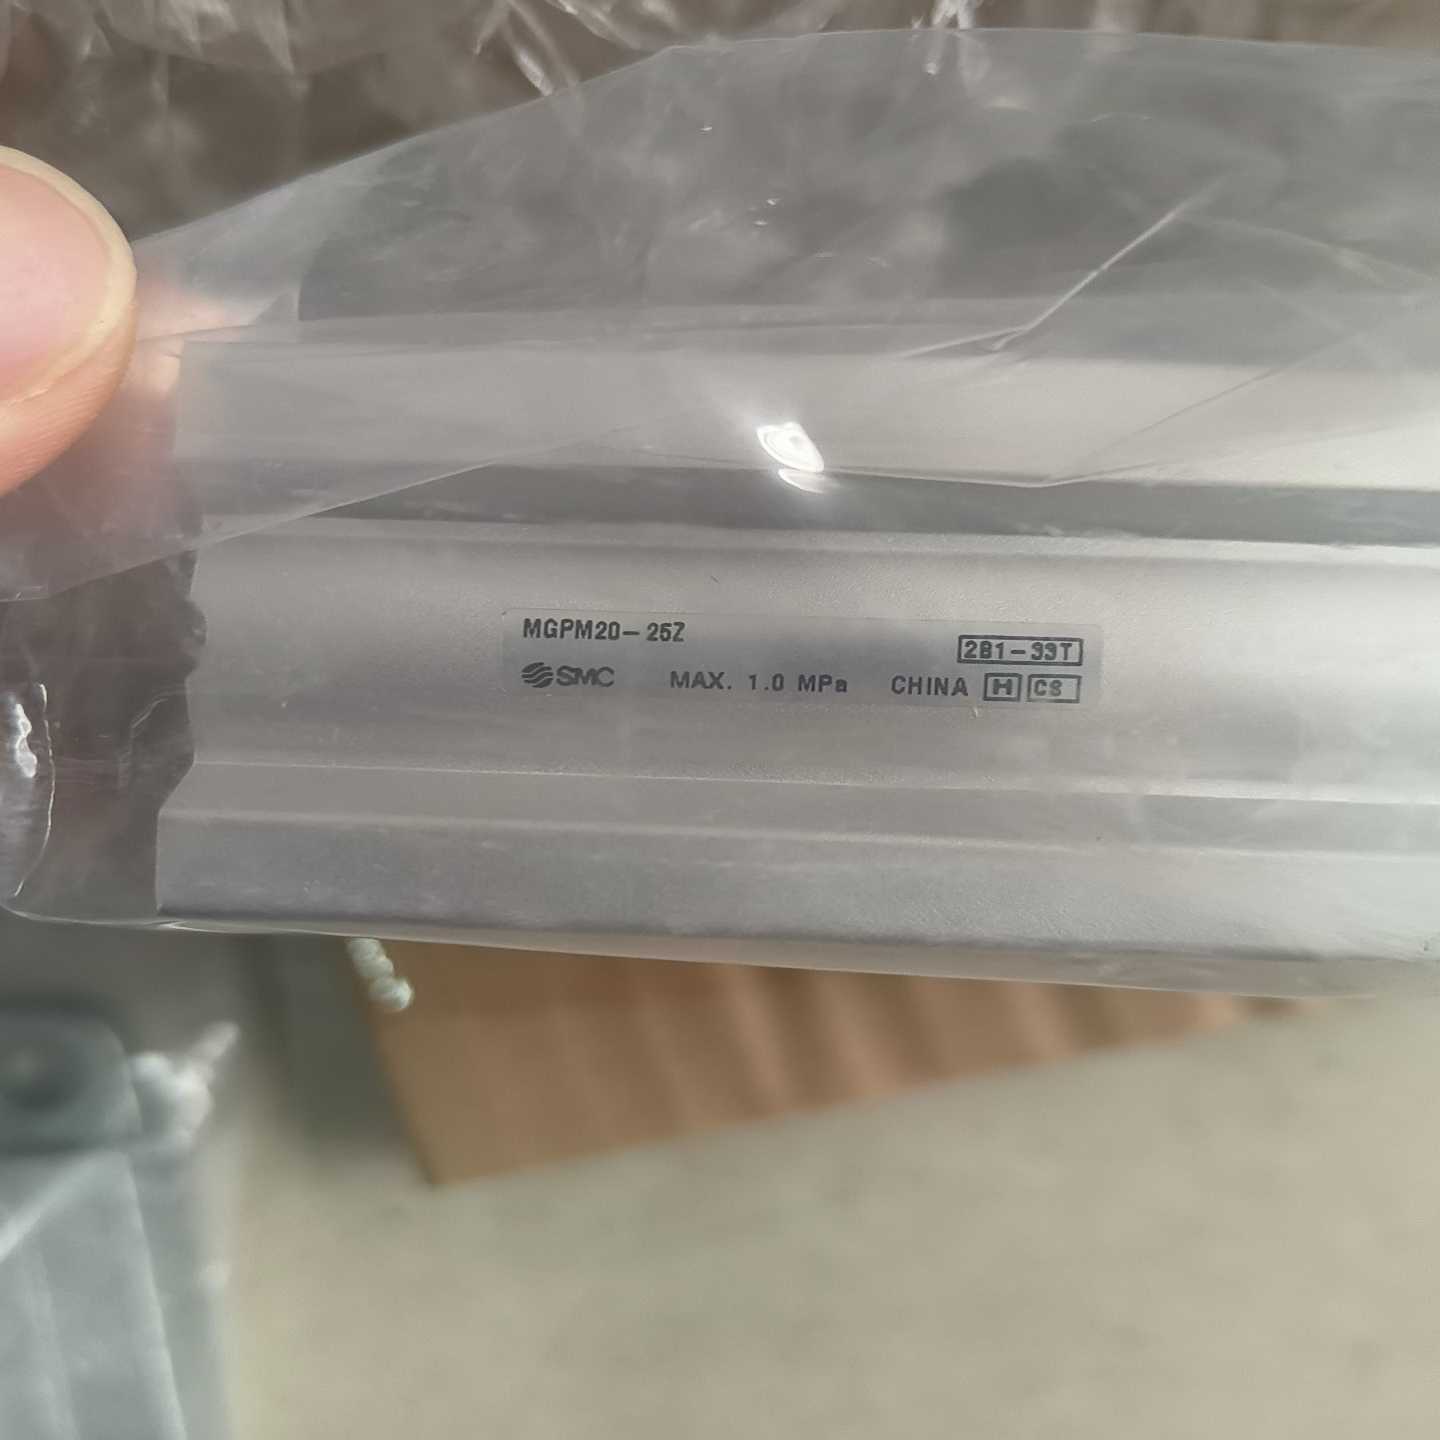 MGPM20-25Z
2B1-33T
SMC MAX. 1.0 MPa CHINA H CS